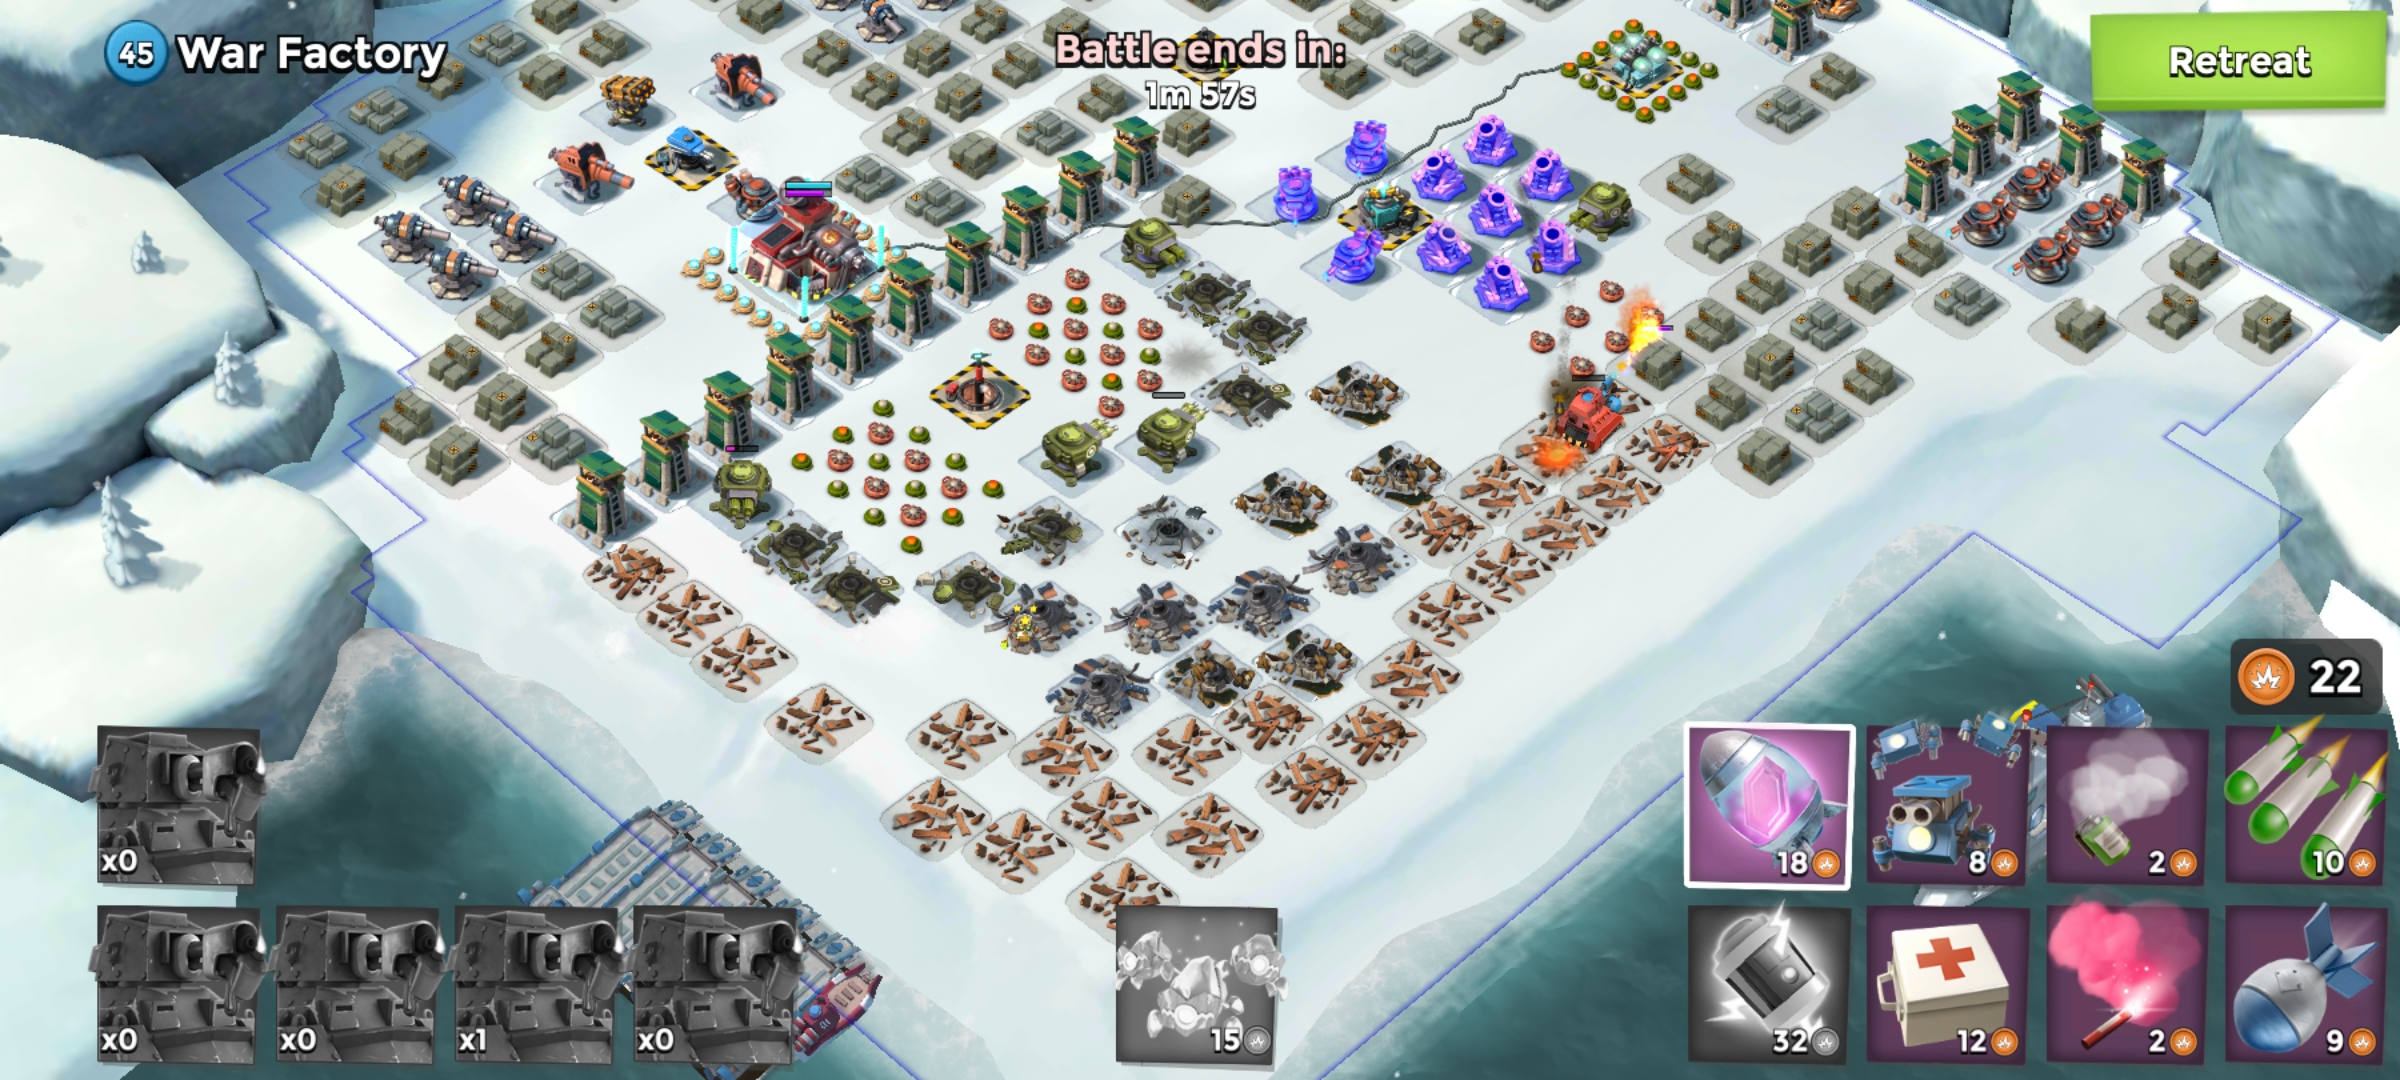 45 War Factory
Battle ends in:
1m 57s
Retreat
22
x0
18
8
2
10
x0
x0
x1
x0
15
32
12
2
9